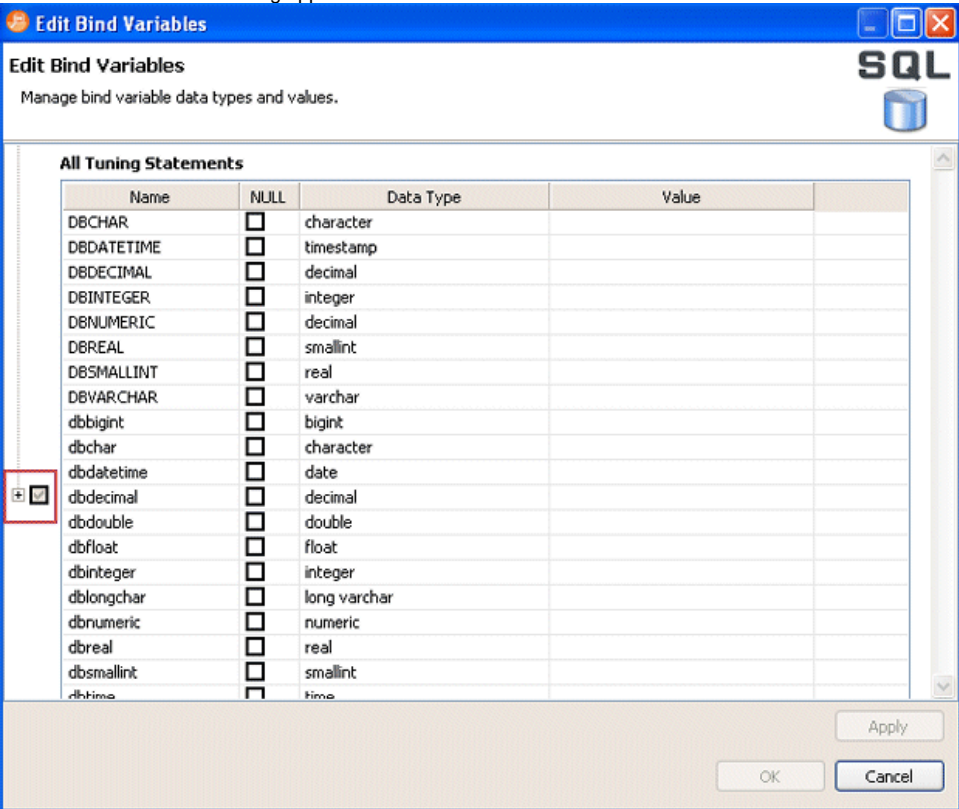 Edit Bind Variables
Edit Bind Variables
SQL
Manage bind variable data types and values.
All Tuning Statements
Name NULL Data Type Value
DBCHAR character
DBDATETIME timestamp
DBDECIMAL decimal
DBINTEGER integer
DBNUMERIC decimal
DBREAL smallint
DBSMALLINT real
DBVARCHAR varchar
dbbigint bigint
dbchar character
dbdatetime date
dbdecimal decimal
dbdouble double
dbfloat float
dbinteger integer
dblongchar long varchar
dbnumeric numeric
dbreal real
dbsmallint smallint
dbtime time
Apply
OK Cancel